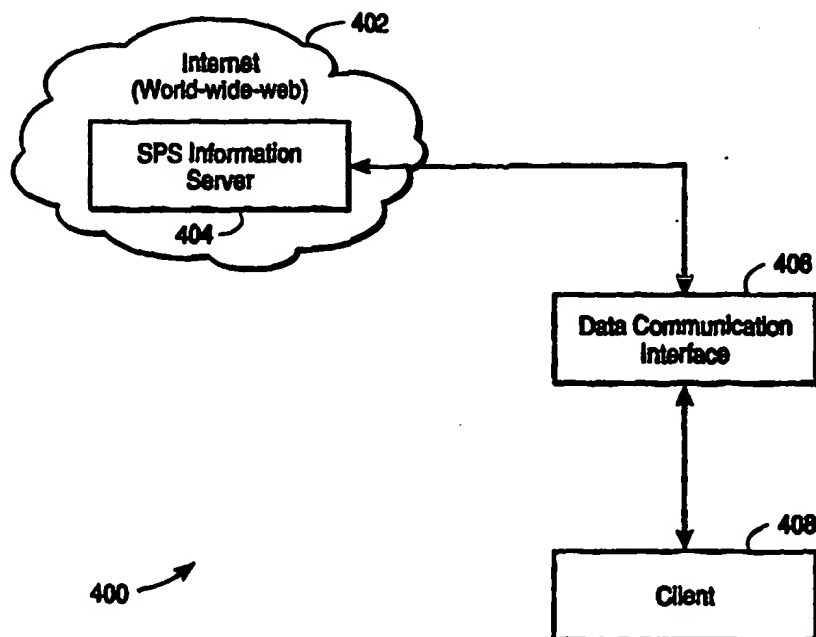 402
Internet
(World-wide-web)
SPS Information
Server
404
406
Data Communication
Interface
408
400
Client